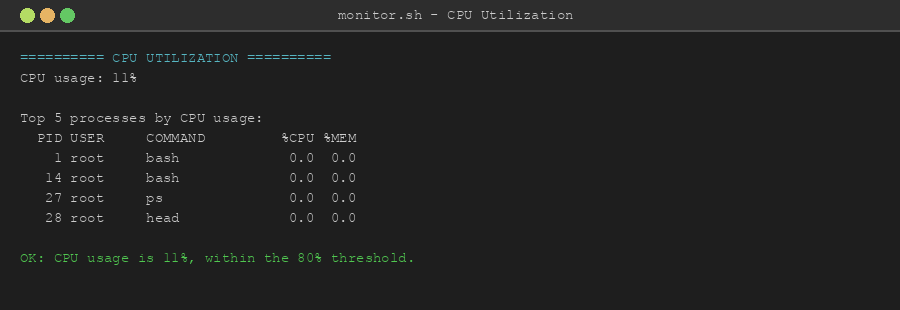 monitor.sh - CPU Utilization
========== CPU UTILIZATION ==========
CPU usage: 11%
Top 5 processes by CPU usage:
PID USER     COMMAND         %CPU %MEM
1 root     bash             0.0  0.0
14 root     bash             0.0  0.0
27 root     ps               0.0  0.0
28 root     head             0.0  0.0
OK: CPU usage is 11%, within the 80% threshold.